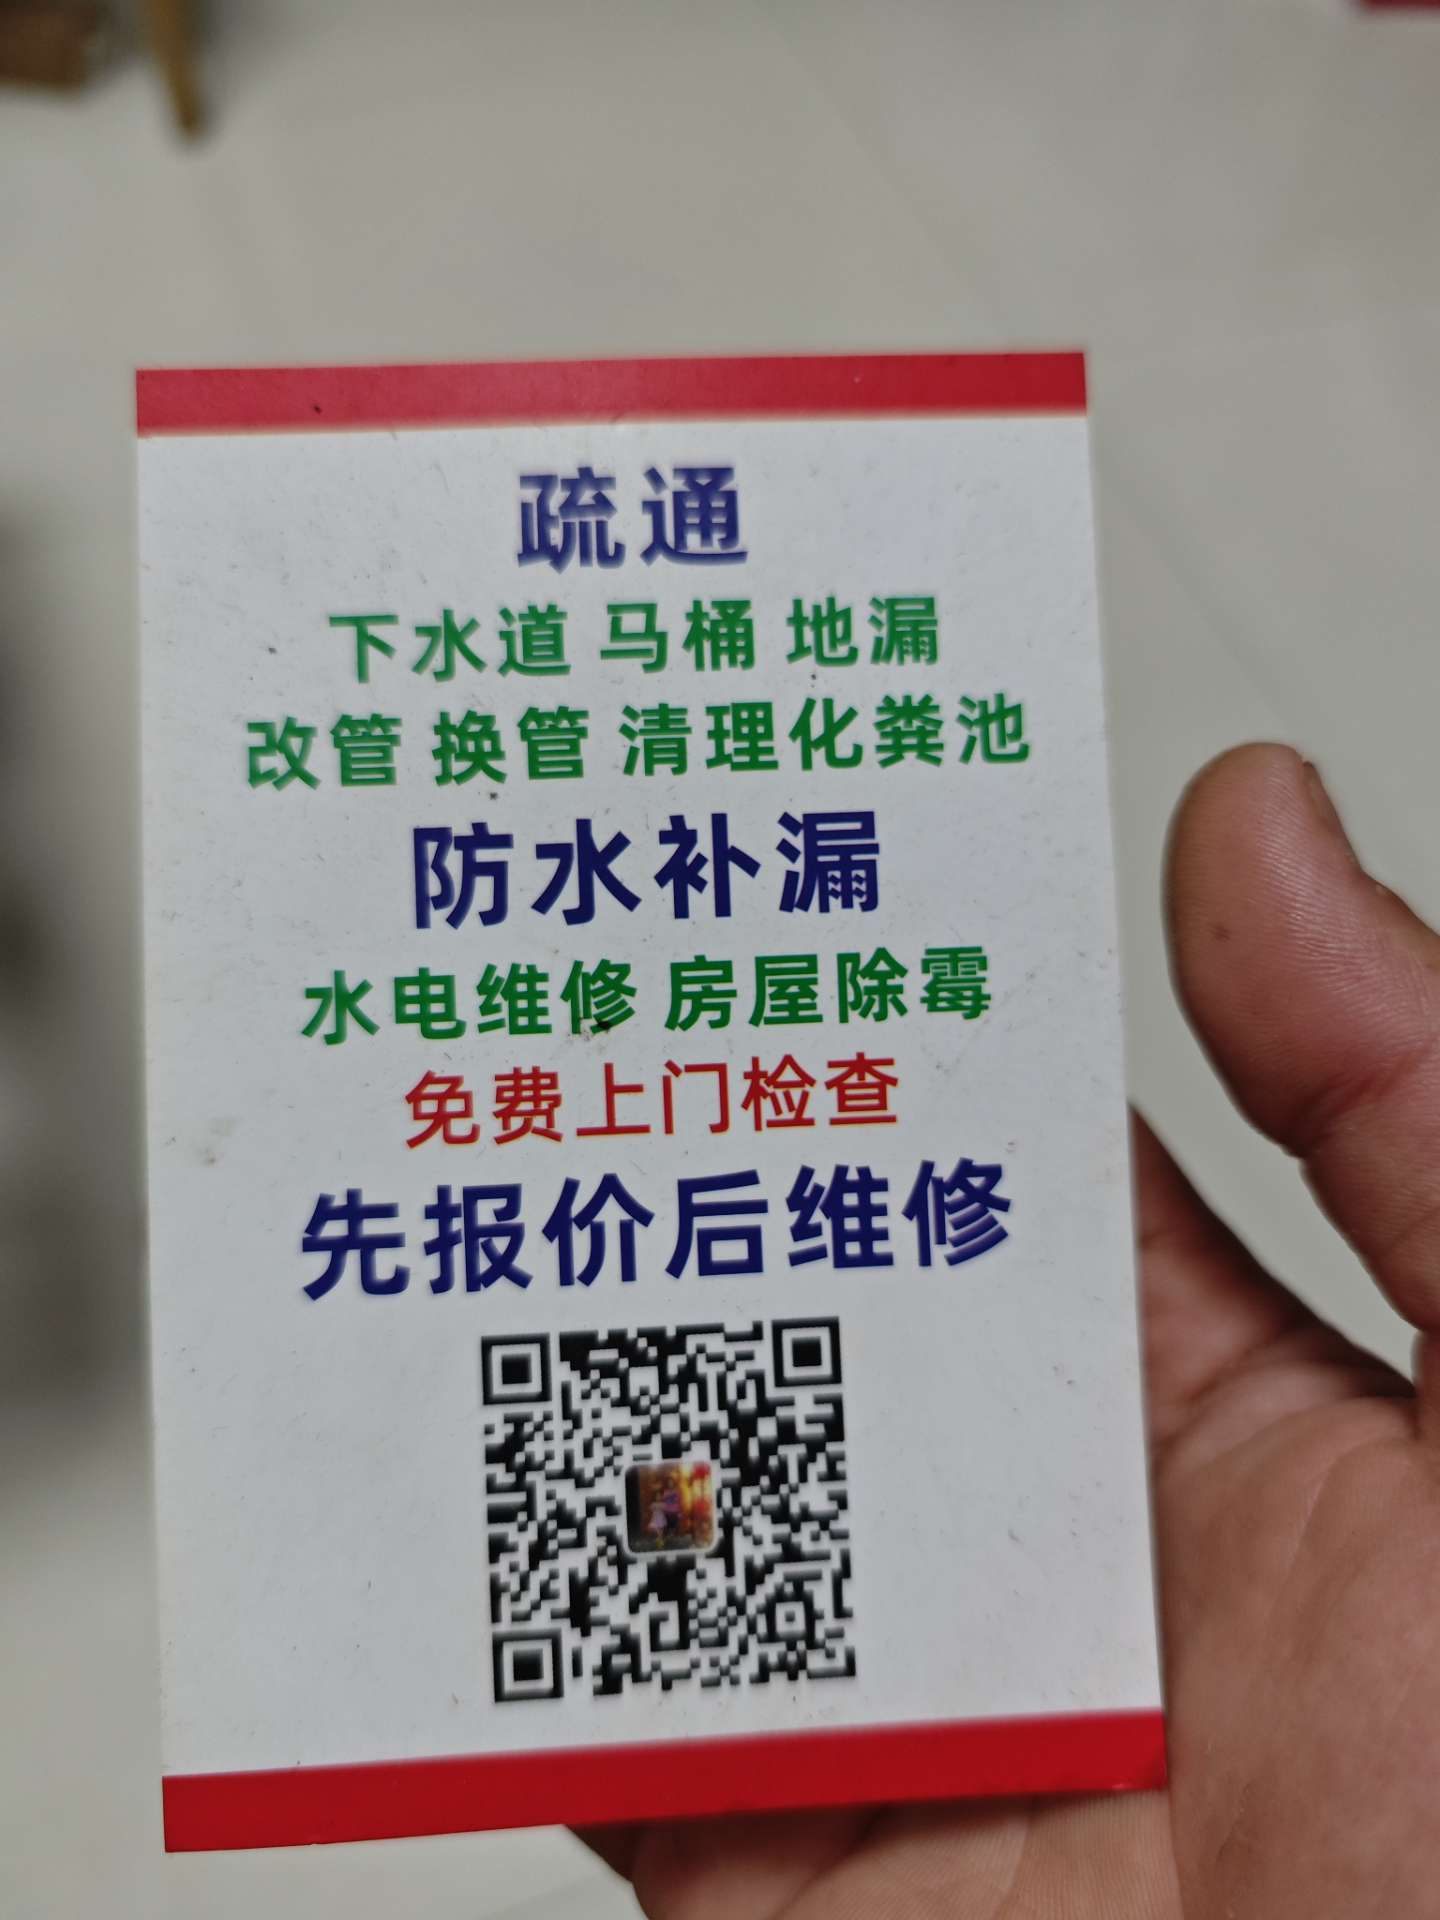 疏通
下水道 马桶 地漏
改管 换管 清理化粪池
防水补漏
水电维修 房屋除霉
免费上门检查
先报价后维修